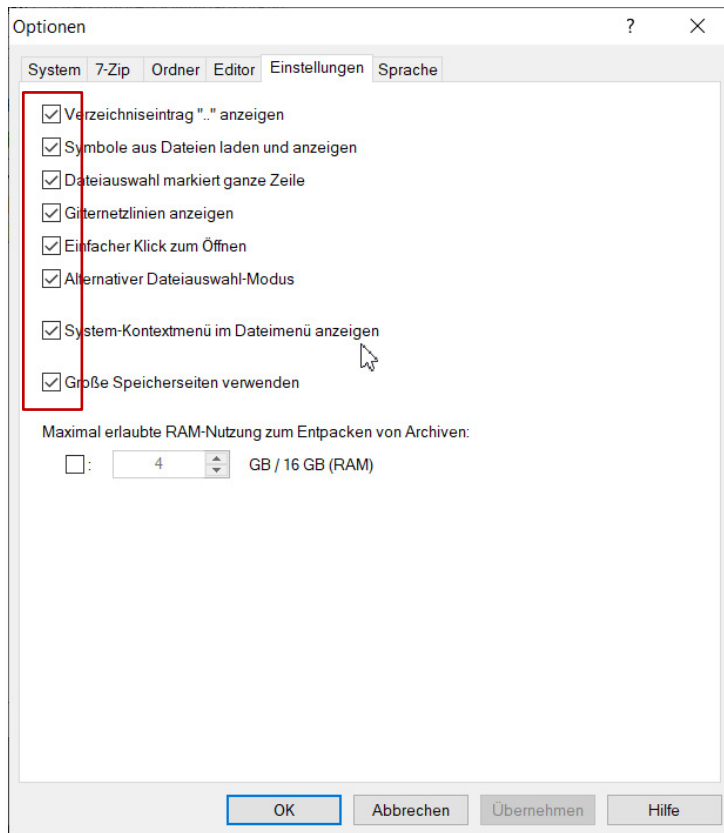 Optionen ?
System 7-Zip Ordner Editor Einstellungen Sprache
Verzeichniseintrag ".." anzeigen
Symbole aus Dateien laden und anzeigen
Dateiauswahl markiert ganze Zeile
Gitternetzlinien anzeigen
Einfacher Klick zum Öffnen
Alternativer Dateiauswahl-Modus
System-Kontextmenü im Dateimenü anzeigen
Große Speicherseiten verwenden
Maximal erlaubte RAM-Nutzung zum Entpacken von Archiven:
: 4 GB / 16 GB (RAM)
OK Abbrechen Übernehmen Hilfe